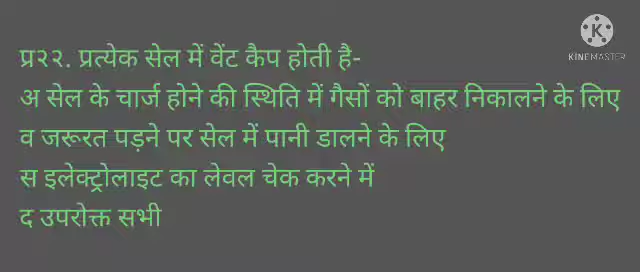 प्र२२. प्रत्येक सेल में वेंट कैप होती है-
अ सेल के चार्ज होने की स्थिति में गैसों को बाहर निकालने के लिए
व जरूरत पड़ने पर सेल में पानी डालने के लिए
स इलेक्ट्रोलाइट का लेवल चेक करने में
द उपरोक्त सभी
KINEMASTER